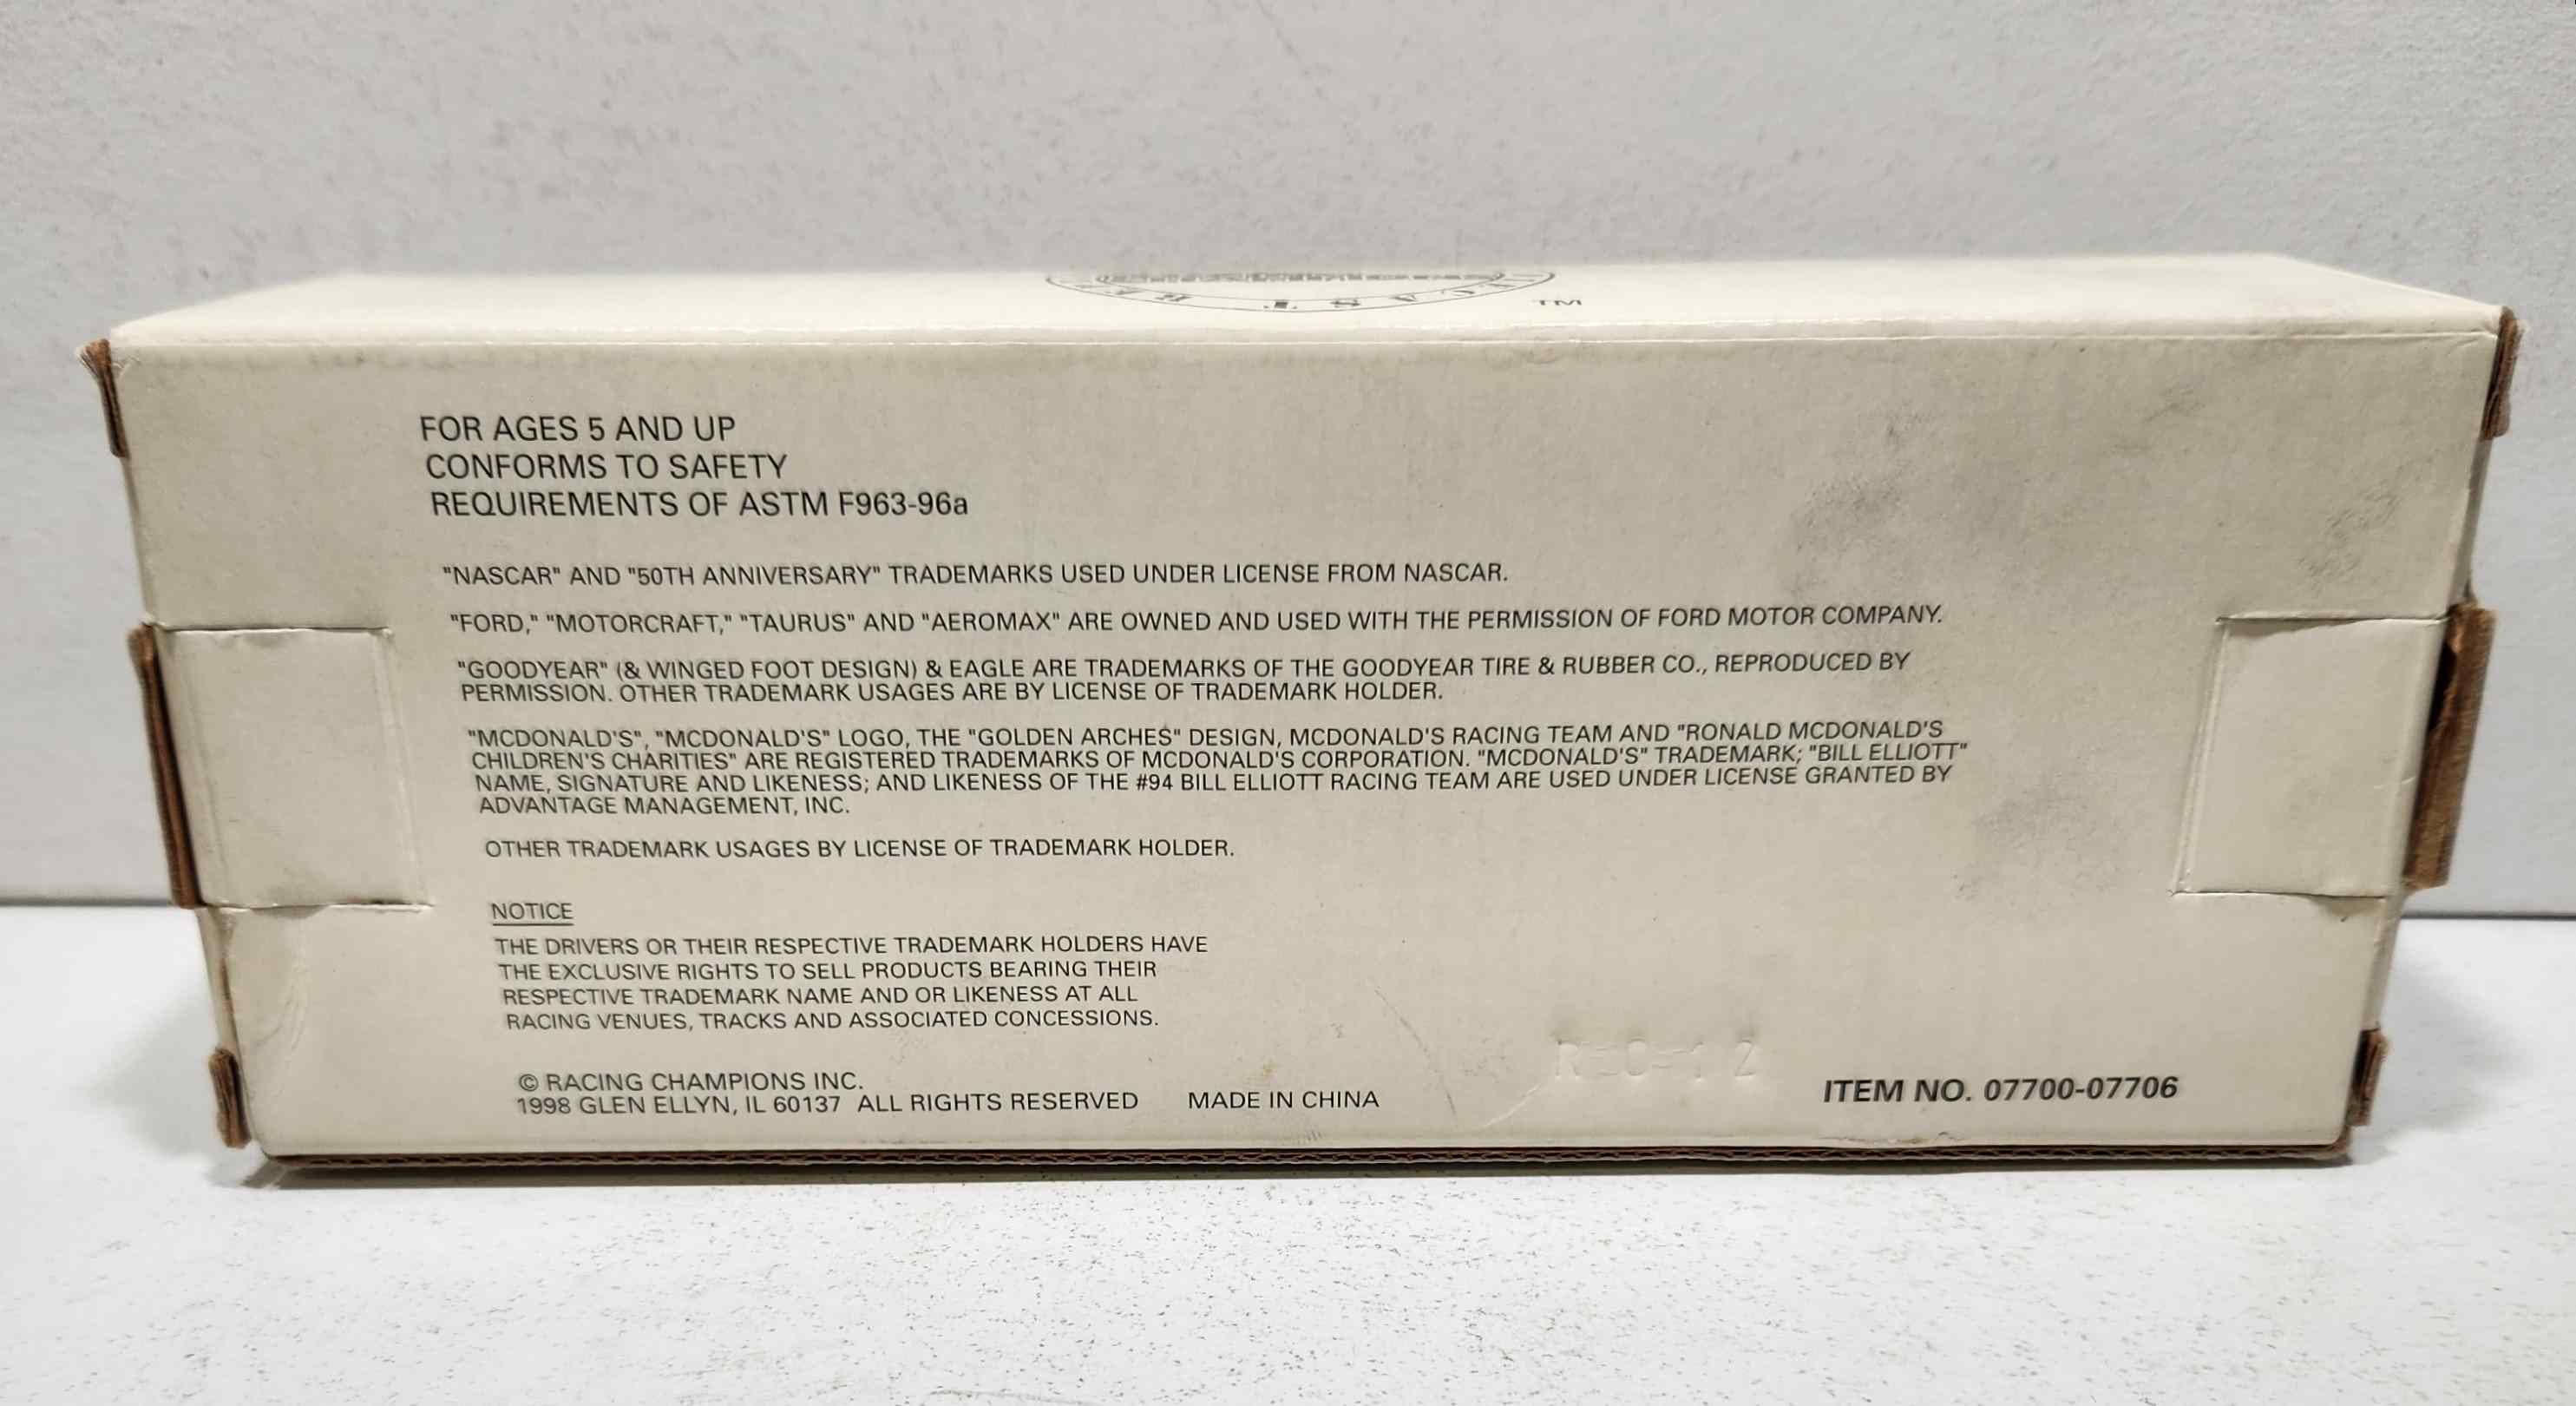 TM
FOR AGES 5 AND UP
CONFORMS TO SAFETY
REQUIREMENTS OF ASTM F963-96a
"NASCAR" AND "50TH ANNIVERSARY" TRADEMARKS USED UNDER LICENSE FROM NASCAR.
"FORD," "MOTORCRAFT," "TAURUS" AND "AEROMAX" ARE OWNED AND USED WITH THE PERMISSION OF FORD MOTOR COMPANY.
"GOODYEAR" (& WINGED FOOT DESIGN) & EAGLE ARE TRADEMARKS OF THE GOODYEAR TIRE & RUBBER CO., REPRODUCED BY
PERMISSION. OTHER TRADEMARK USAGES ARE BY LICENSE OF TRADEMARK HOLDER.
"MCDONALD'S", "MCDONALD'S" LOGO, THE "GOLDEN ARCHES" DESIGN, MCDONALD'S RACING TEAM AND "RONALD MCDONALD'S
CHILDREN'S CHARITIES" ARE REGISTERED TRADEMARKS OF MCDONALD'S CORPORATION. "MCDONALD'S" TRADEMARK; "BILL ELLIOTT"
NAME, SIGNATURE AND LIKENESS; AND LIKENESS OF THE #94 BILL ELLIOTT RACING TEAM ARE USED UNDER LICENSE GRANTED BY
ADVANTAGE MANAGEMENT, INC.
OTHER TRADEMARK USAGES BY LICENSE OF TRADEMARK HOLDER.
NOTICE
THE DRIVERS OR THEIR RESPECTIVE TRADEMARK HOLDERS HAVE
THE EXCLUSIVE RIGHTS TO SELL PRODUCTS BEARING THEIR
RESPECTIVE TRADEMARK NAME AND OR LIKENESS AT ALL
RACING VENUES, TRACKS AND ASSOCIATED CONCESSIONS.
© RACING CHAMPIONS INC.
1998 GLEN ELLYN, IL 60137 ALL RIGHTS RESERVED MADE IN CHINA
ITEM NO. 07700-07706